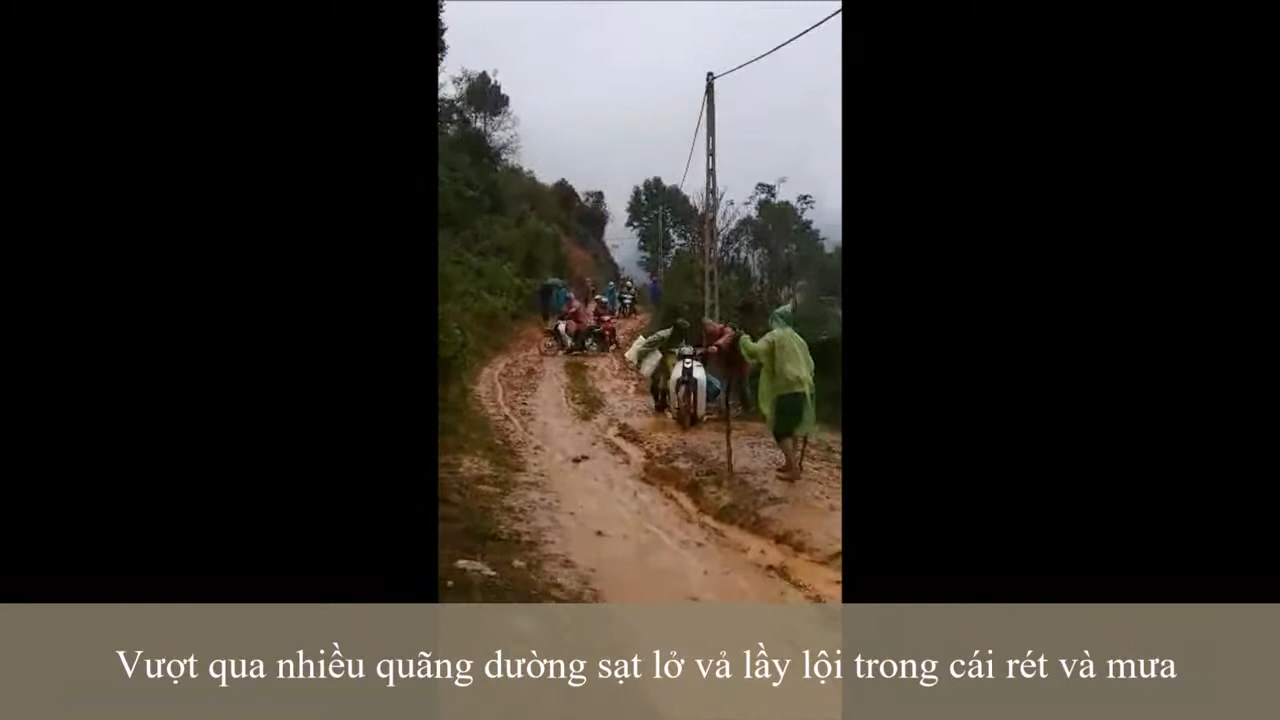 Vượt qua nhiều quãng dường sạt lở vả lầy lội trong cái rét và mưa